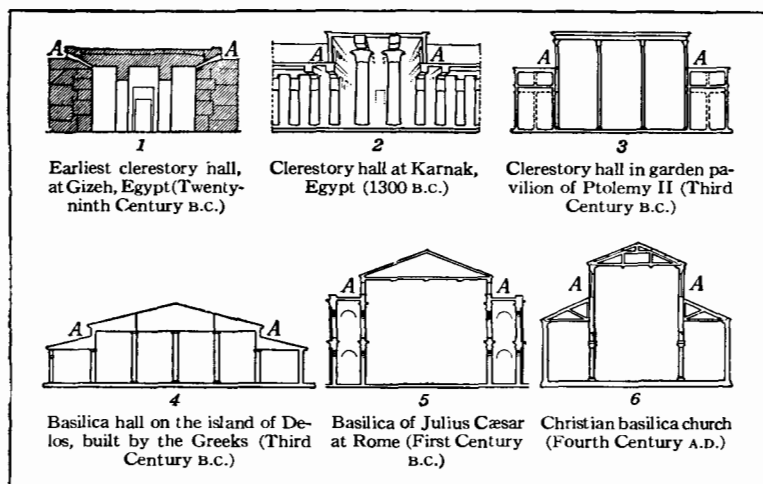 A A
A A
A A
1
2
3
Earliest clerestory hall,
at Gizeh, Egypt (Twenty-
ninth Century B.C.)
Clerestory hall at Karnak,
Egypt (1300 B.C.)
Clerestory hall in garden pa-
vilion of Ptolemy II (Third
Century B.C.)
A A
A A
A A
4
5
6
Basilica hall on the island of De-
los, built by the Greeks (Third
Century B.C.)
Basilica of Julius Cæsar
at Rome (First Century
B.C.)
Christian basilica church
(Fourth Century A.D.)